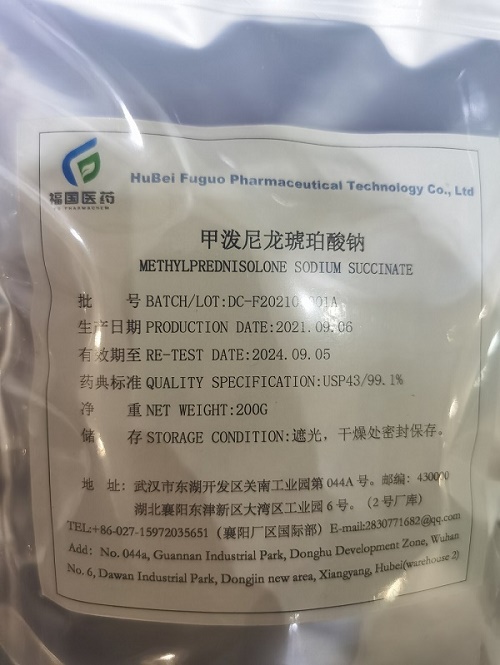 福国医药
HuBei Fuguo Pharmaceutical Technology Co., Ltd
甲泼尼龙琥珀酸钠
METHYLPREDNISOLONE SODIUM SUCCINATE
批 号 BATCH/LOT:
生产日期 PRODUCTION DATE:2021.09.06
有效期至 RE-TEST DATE:2024.09.05
药典标准 QUALITY SPECIFICATION:USP43/99.1%
净 重 NET WEIGHT:200G
储 存 STORAGE CONDITION:遮光，干燥处密封保存。
地 址：武汉市东湖开发区关南工业园第 044A 号。邮编：430000
湖北襄阳东津新区大湾区工业园 6 号。（2 号厂库）
TEL:+86-027-15972035651（襄阳厂区国际部）E-mail:2830771682@qq.com
Add：No. 044a, Guannan Industrial Park, Donghu Development Zone, Wuhan
No. 6, Dawan Industrial Park, Dongjin new area, Xiangyang, Hubei(warehouse 2)